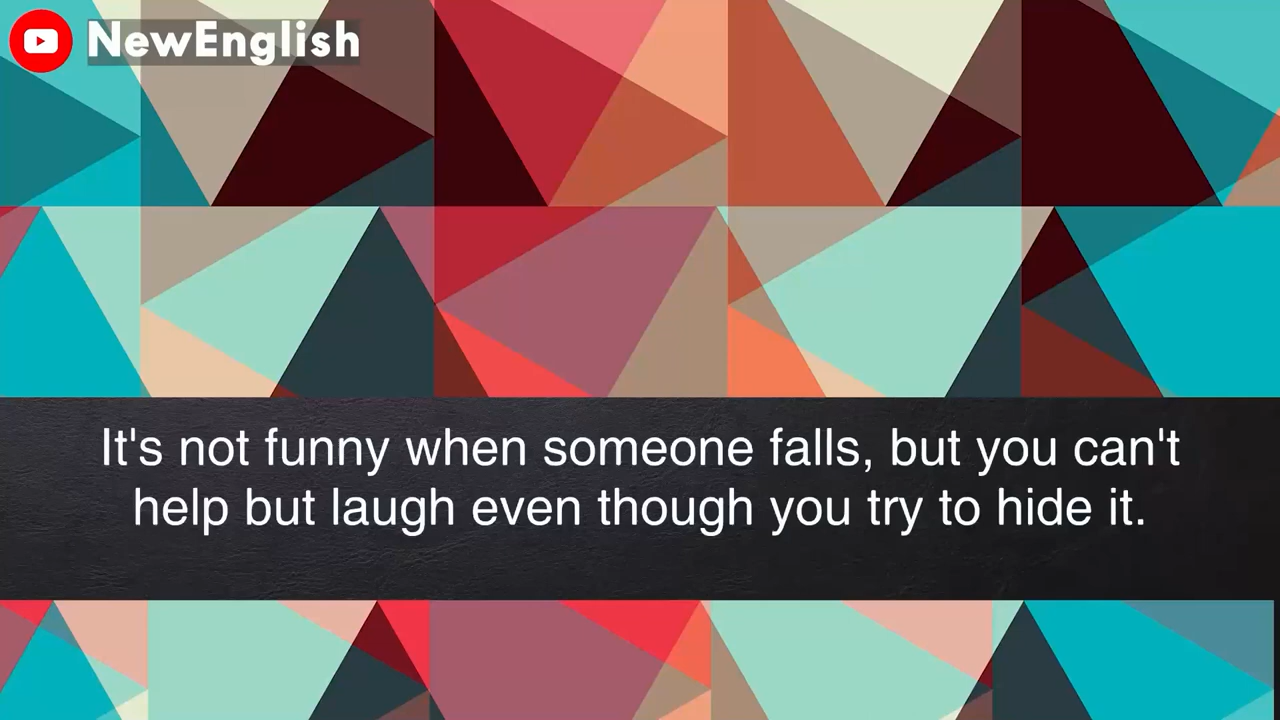 NewEnglish
It's not funny when someone falls, but you can't
help but laugh even though you try to hide it.